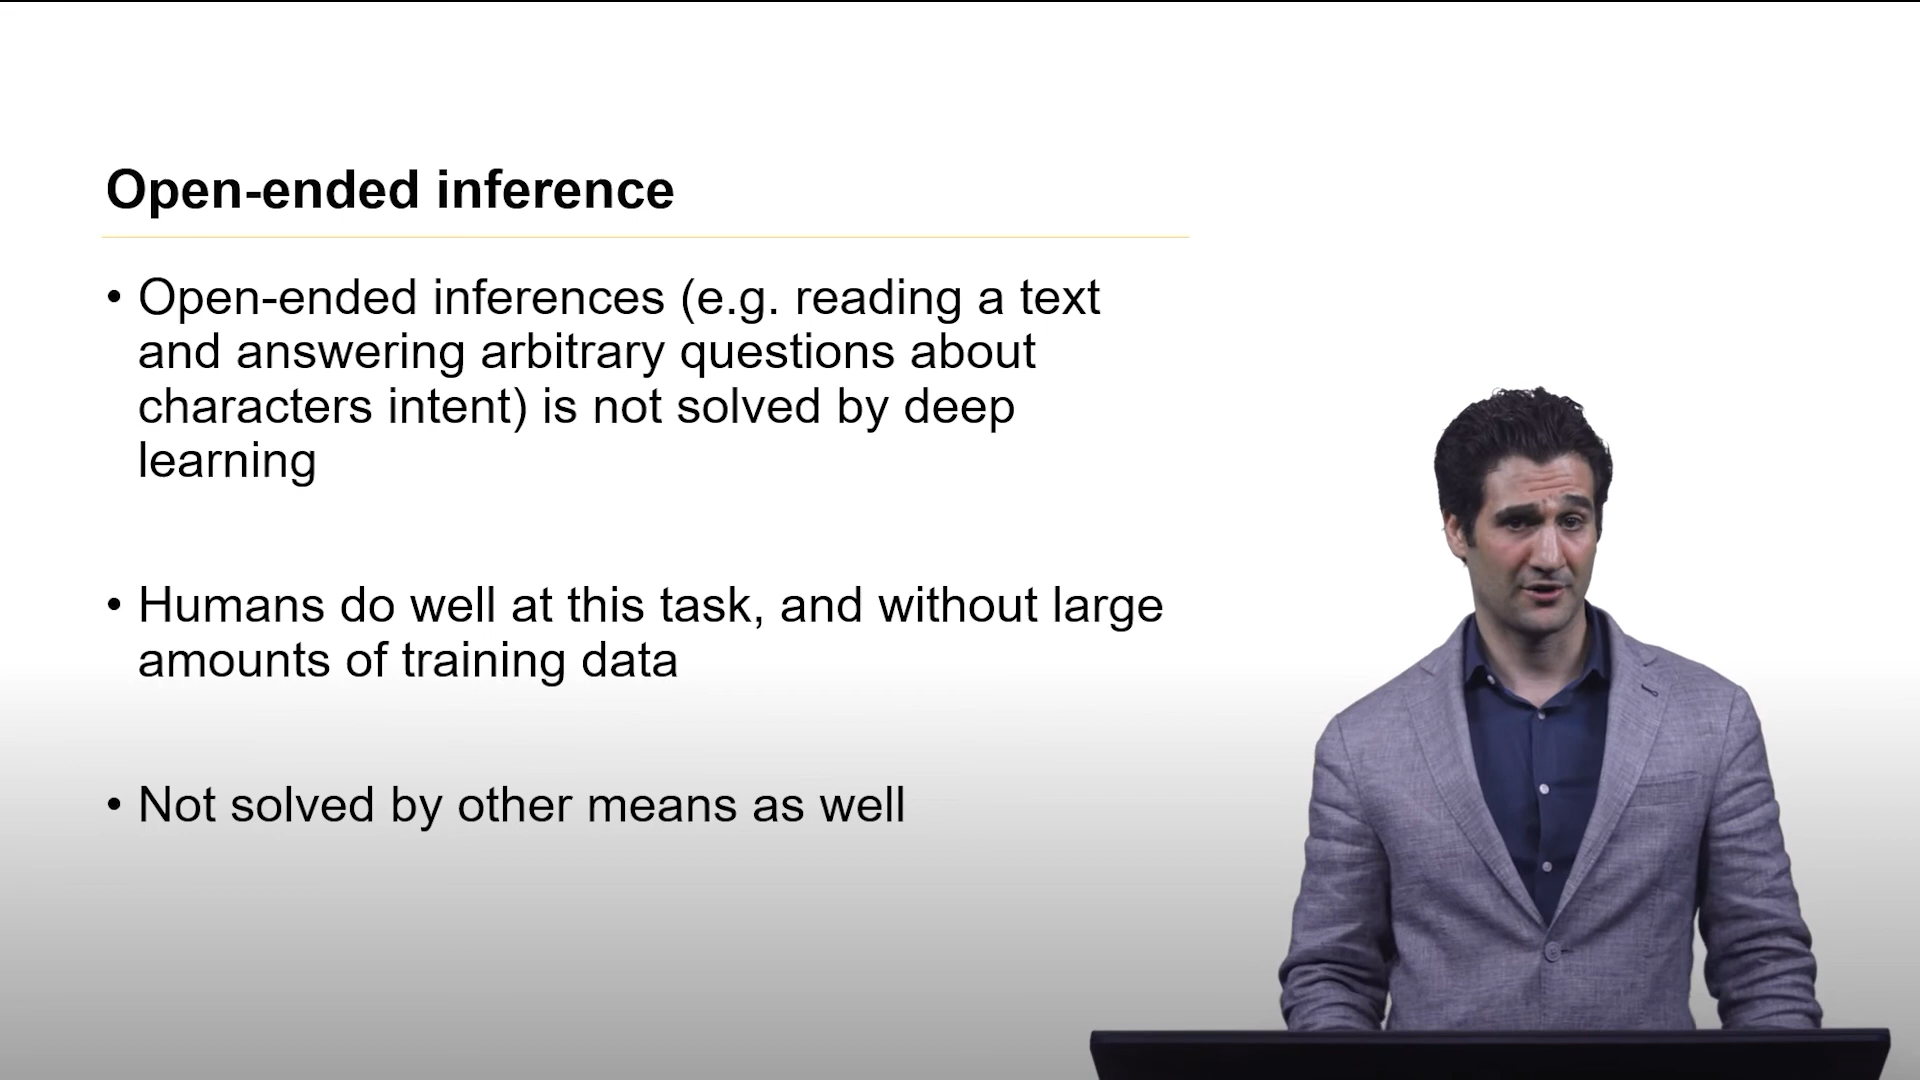 Open-ended inference
• Open-ended inferences (e.g. reading a text
and answering arbitrary questions about
characters intent) is not solved by deep
learning
• Humans do well at this task, and without large
amounts of training data
• Not solved by other means as well